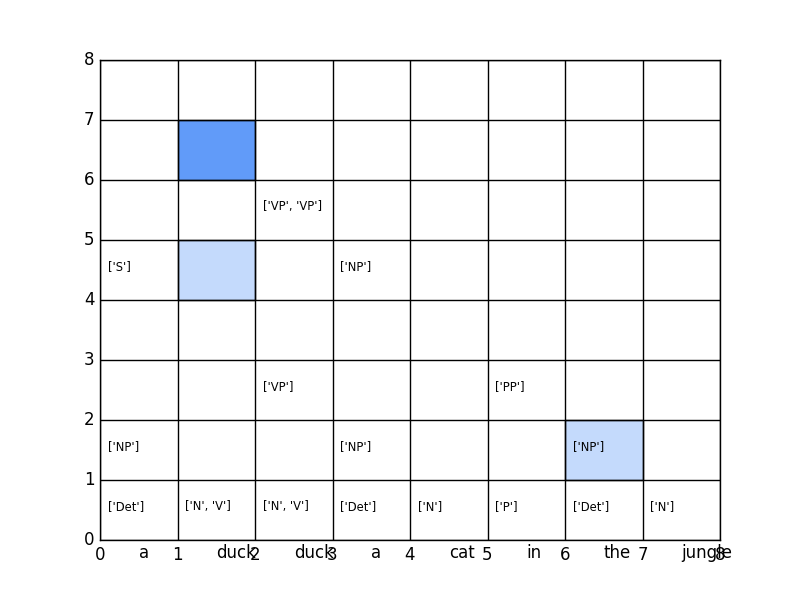 8
7
6
['VP', 'VP']
5
['S'] ['NP']
4
3
['VP'] ['PP']
2
['NP'] ['NP'] ['NP']
1
['Det'] ['N', 'V'] ['N', 'V'] ['Det'] ['N'] ['P'] ['Det'] ['N']
0
0 a 1 duck 2 duck 3 a 4 cat 5 in 6 the 7 jungle 8